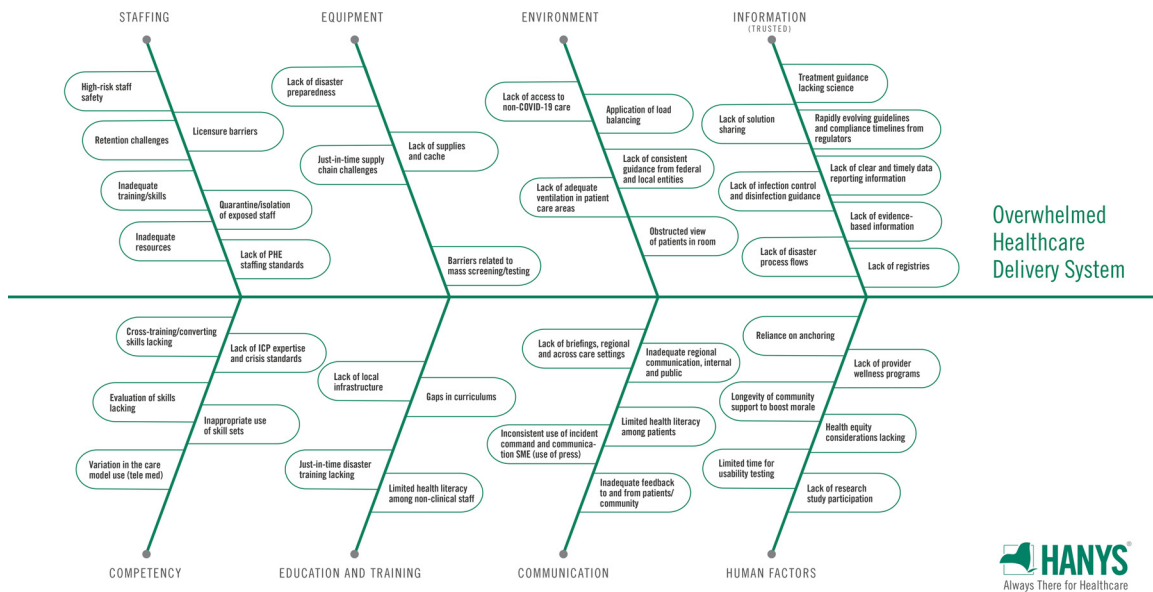 STAFFING
EQUIPMENT
ENVIRONMENT
INFORMATION
(TRUSTED)
High-risk staff
safety
Licensure barriers
Retention challenges
Inadequate
training/skills
Quarantine/isolation
of exposed staff
Inadequate
resources
Lack of PHE
staffing standards
Lack of disaster
preparedness
Lack of supplies
and cache
Just-in-time supply
chain challenges
Barriers related to
mass screening/testing
Lack of access to
non-COVID-19 care
Application of load
balancing
Lack of consistent
guidance from federal
and local entities
Lack of adequate
ventilation in patient
care areas
Obstructed view
of patients in room
Treatment guidance
lacking science
Lack of solution
sharing
Rapidly evolving guidelines
and compliance timelines from
regulators
Lack of clear and timely data
reporting information
Lack of infection control
and disinfection guidance
Lack of evidence-
based information
Lack of disaster
process flows
Lack of registries
Overwhelmed
Healthcare
Delivery System
Cross-training/converting
skills lacking
Lack of ICP expertise
and crisis standards
Evaluation of skills
lacking
Inappropriate use
of skill sets
Variation in the care
model use (tele med)
Lack of local
infrastructure
Gaps in curriculums
Just-in-time disaster
training lacking
Limited health literacy
among non-clinical staff
Lack of briefings, regional
and across care settings
Inadequate regional
communication, internal
and public
Limited health literacy
among patients
Inconsistent use of incident
command and communica-
tion SME (use of press)
Inadequate feedback
to and from patients/
community
Reliance on anchoring
Lack of provider
wellness programs
Longevity of community
support to boost morale
Health equity
considerations lacking
Limited time for
usability testing
Lack of research
study participation
COMPETENCY
EDUCATION AND TRAINING
COMMUNICATION
HUMAN FACTORS
HANYS®
Always There for Healthcare